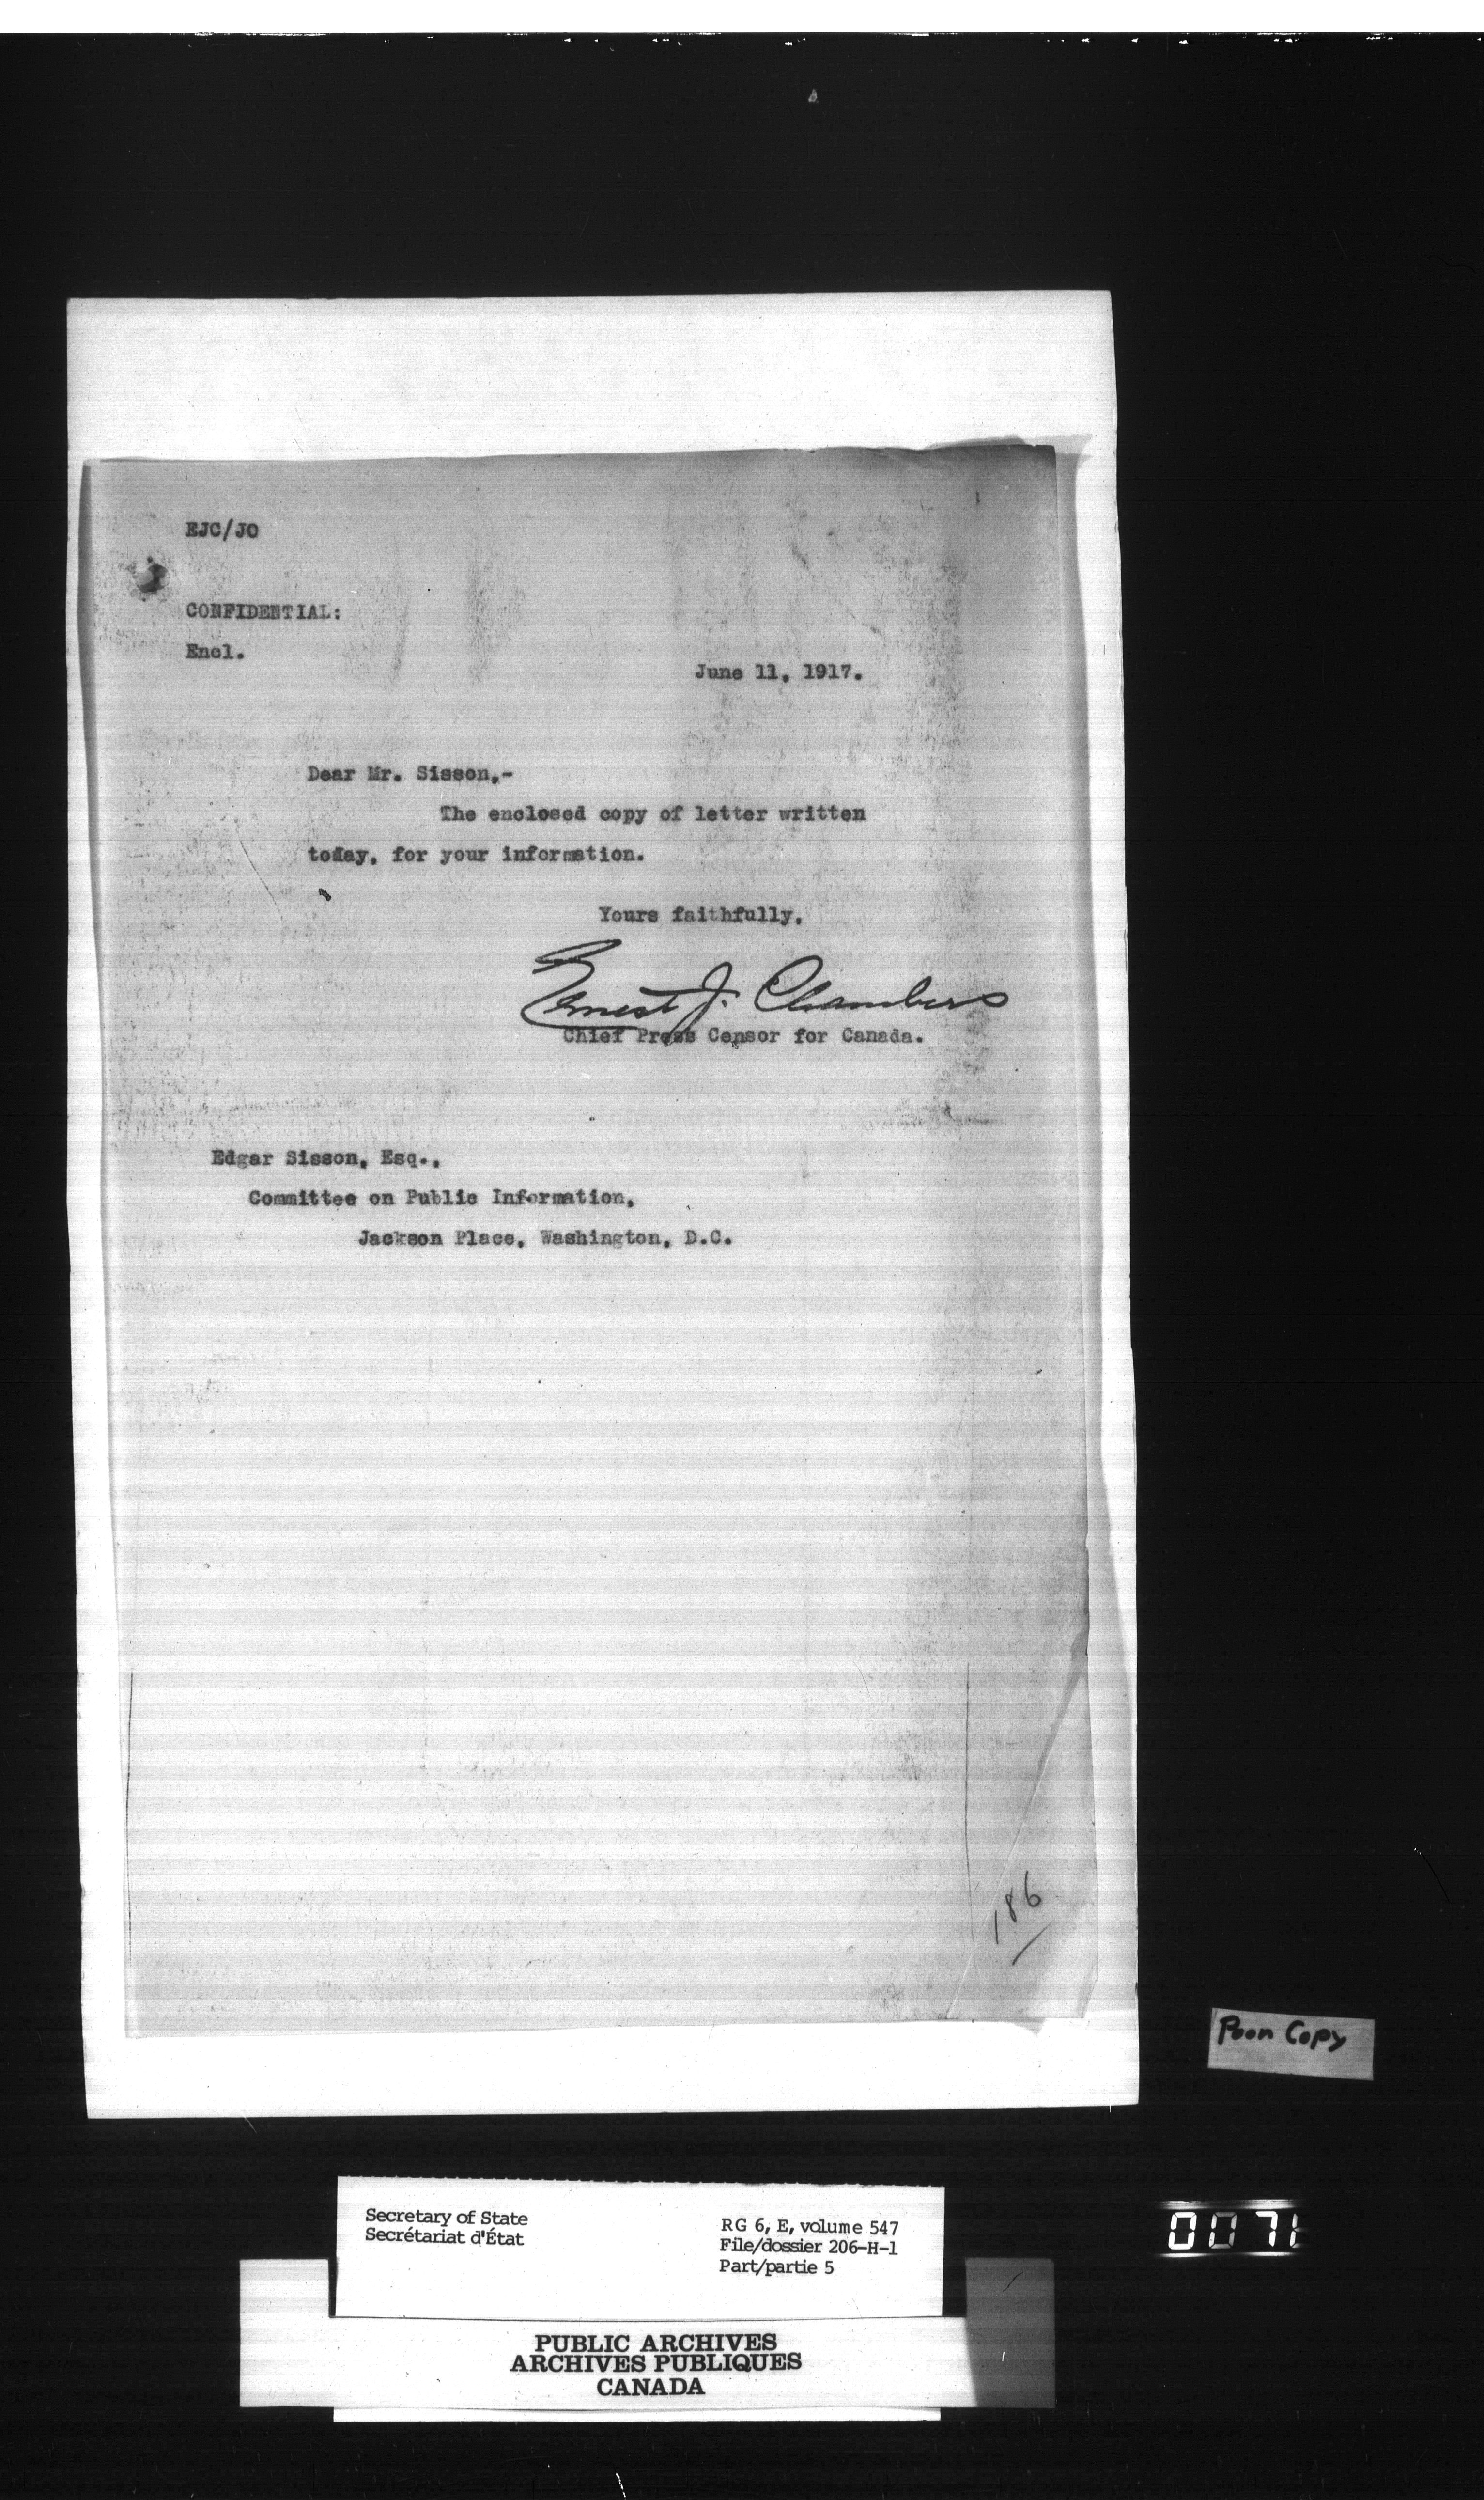 EJC/JO
CONFIDENTIAL:
Encl.
June 11, 1917.
Dear Mr. Sisson,-
The enclosed copy of letter written
today, for your information.
Yours faithfully,
Ernest J. Chambers
Chief Press Censor for Canada.
Edgar Sisson, Esq.,
Committee on Public Information,
Jackson Place, Washington, D.C.
186
Poor Copy
Secretary of State
Secrétariat d'État
RG 6, E, volume 547
File/dossier 206-H-1
Part/partie 5
PUBLIC ARCHIVES
ARCHIVES PUBLIQUES
CANADA